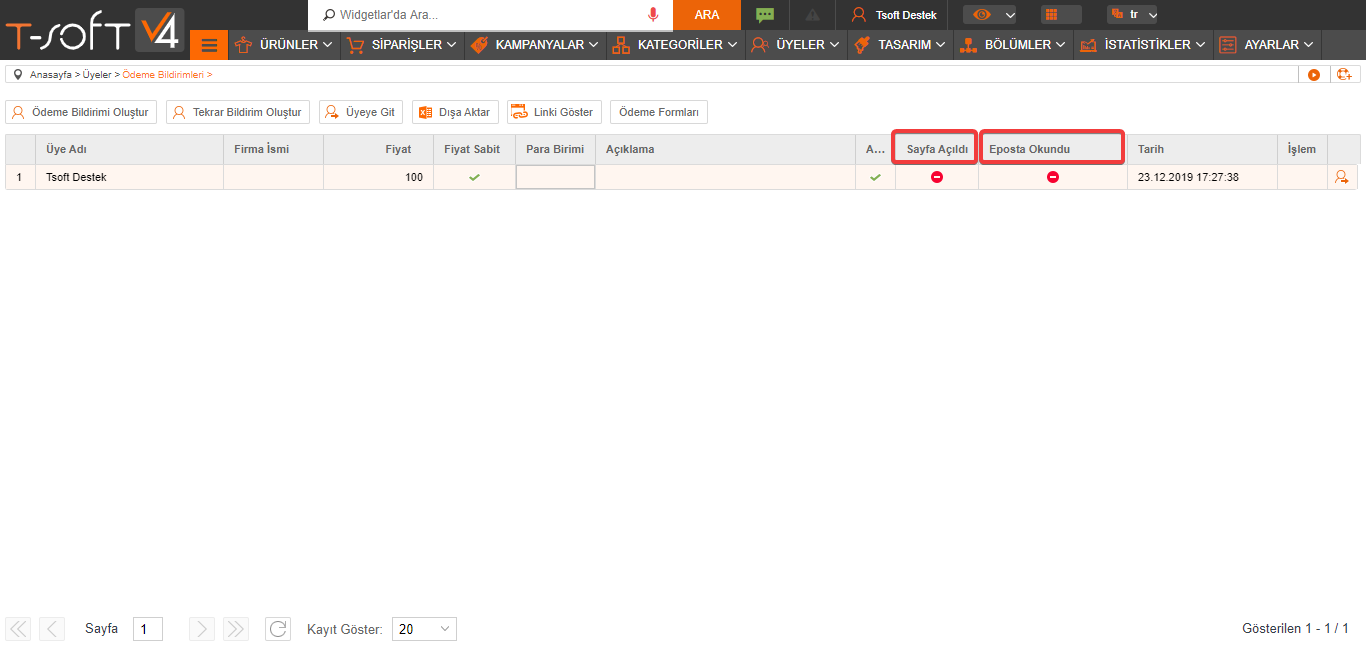 T-SOFT V4
Widgetlar'da Ara...
ARA
Tsoft Destek
tr
ÜRÜNLER
SİPARİŞLER
KAMPANYALAR
KATEGORİLER
ÜYELER
TASARIM
BÖLÜMLER
İSTATİSTİKLER
AYARLAR
Anasayfa > Üyeler > Ödeme Bildirimleri >
Ödeme Bildirimi Oluştur
Tekrar Bildirim Oluştur
Üyeye Git
Dışa Aktar
Linki Göster
Ödeme Formları
Üye Adı
Firma İsmi
Fiyat
Fiyat Sabit
Para Birimi
Açıklama
A...
Sayfa Açıldı
Eposta Okundu
Tarih
İşlem
1
Tsoft Destek
100
23.12.2019 17:27:38
Sayfa
1
Kayıt Göster:
20
Gösterilen 1 - 1 / 1